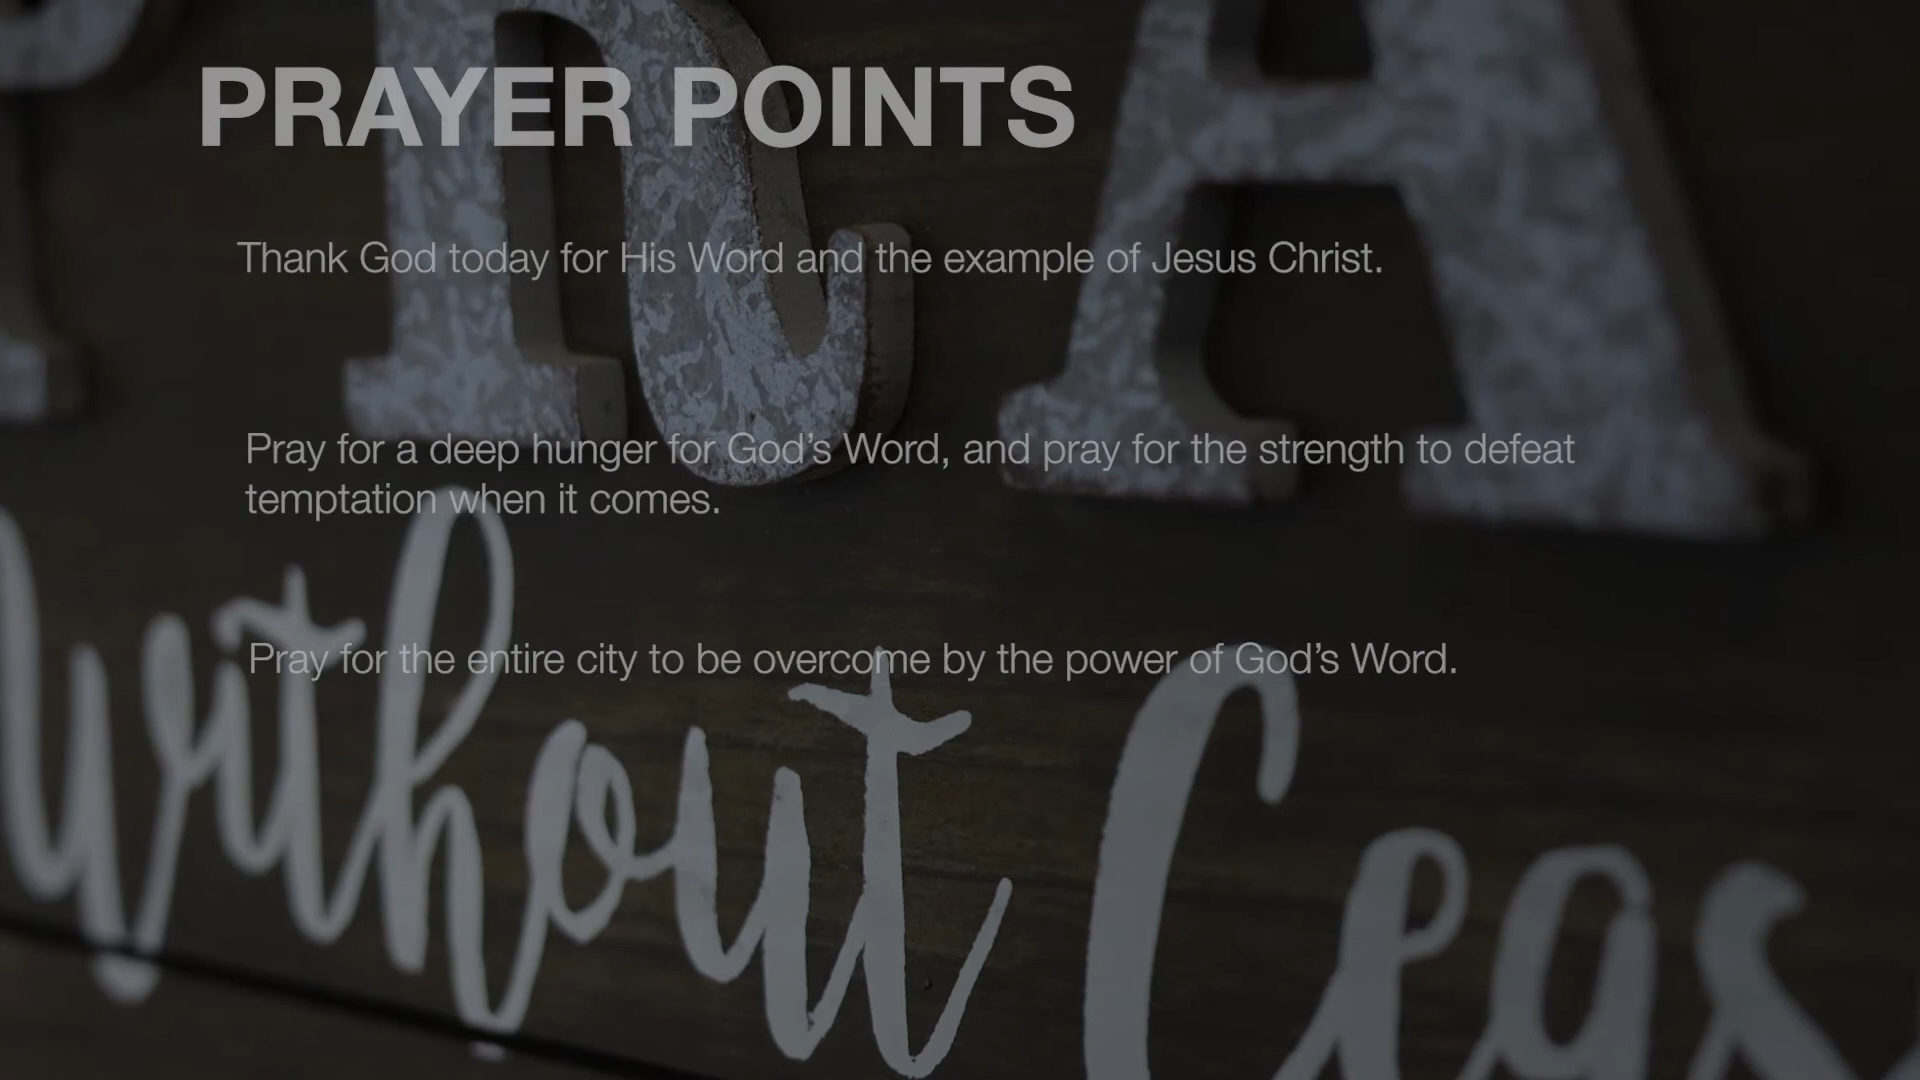 PRAYER POINTS
Thank God today for His Word and the example of Jesus Christ.
Pray for a deep hunger for God’s Word, and pray for the strength to defeat
temptation when it comes.
Pray for the entire city to be overcome by the power of God’s Word.
P R A
without Ceas